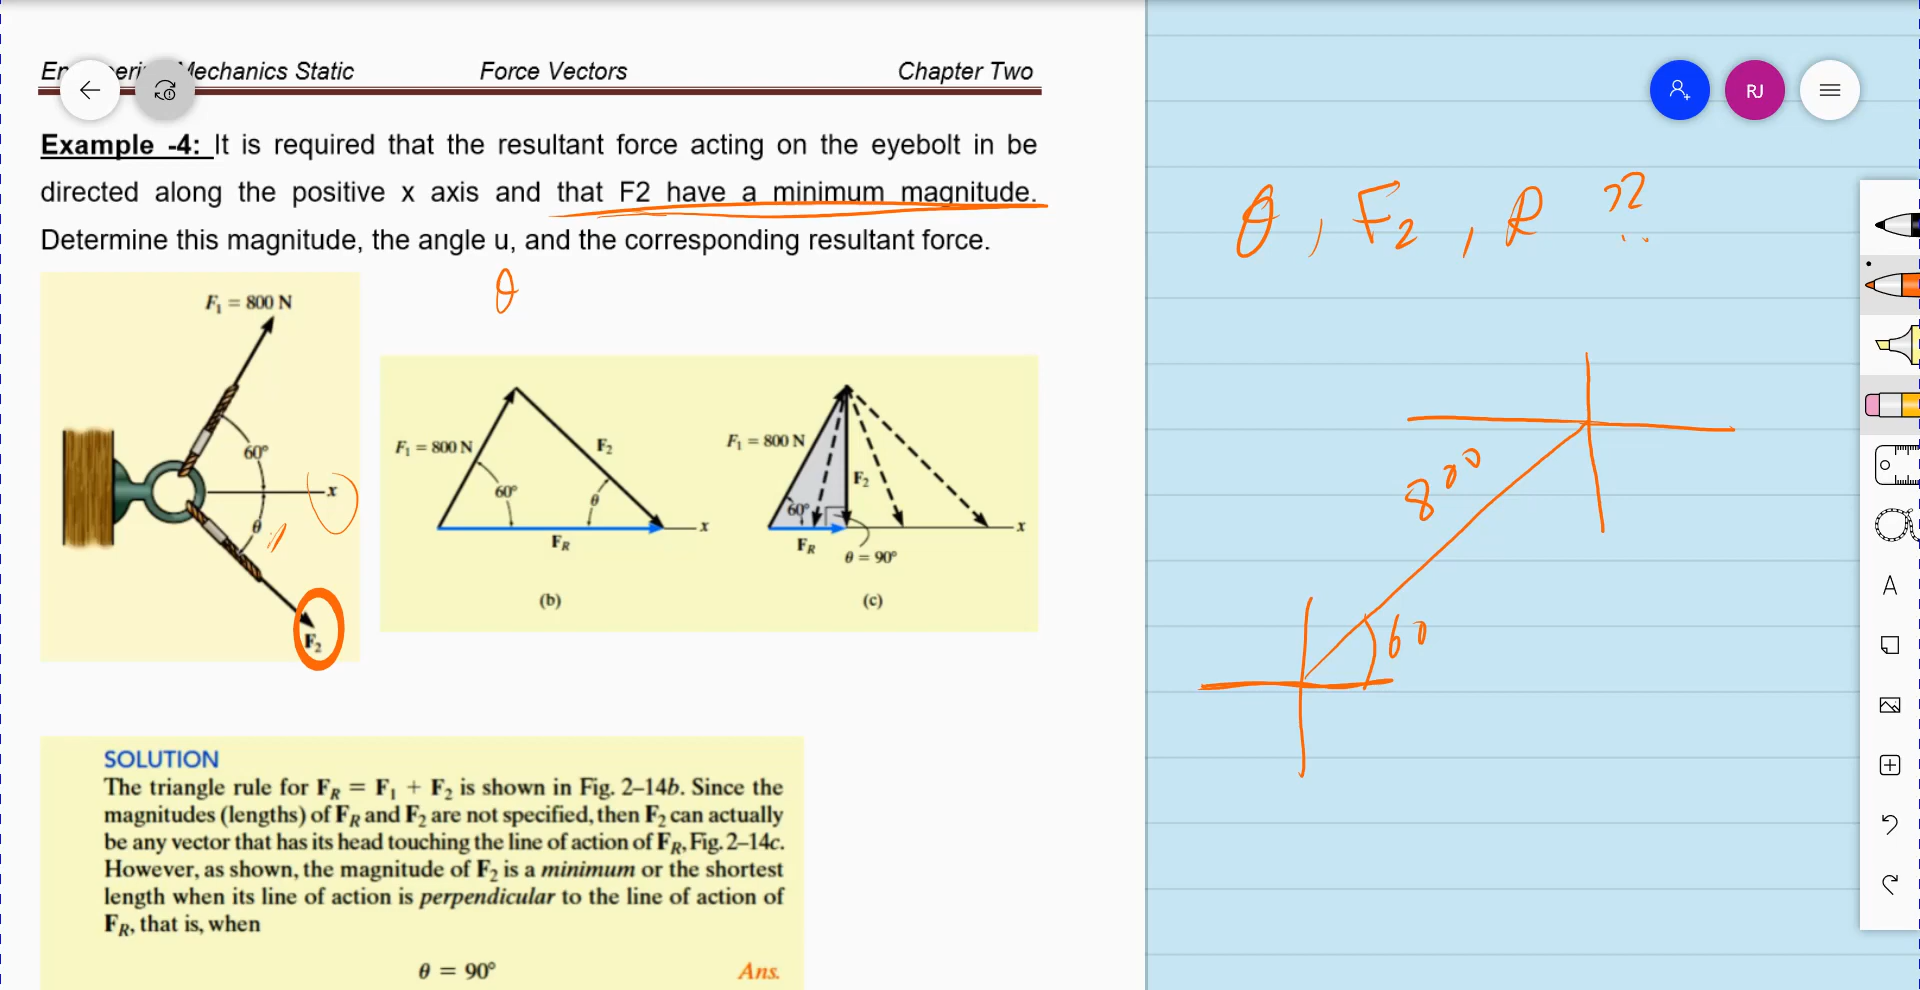 Engineering Mechanics Static Force Vectors Chapter Two
Example -4: It is required that the resultant force acting on the eyebolt in be
directed along the positive x axis and that F2 have a minimum magnitude.
Determine this magnitude, the angle u, and the corresponding resultant force.
θ
F₁ = 800 N
60°
x
θ
F₂
F₁ = 800 N
F₂
60°
θ
x
F_R
(b)
F₁ = 800 N
F₂
60°
x
F_R
θ = 90°
(c)
SOLUTION
The triangle rule for F_R = F₁ + F₂ is shown in Fig. 2–14b. Since the
magnitudes (lengths) of F_R and F₂ are not specified, then F₂ can actually
be any vector that has its head touching the line of action of F_R, Fig. 2–14c.
However, as shown, the magnitude of F₂ is a minimum or the shortest
length when its line of action is perpendicular to the line of action of
F_R, that is, when
θ = 90° Ans.
RJ
θ, F₂, R ??
800
60
A